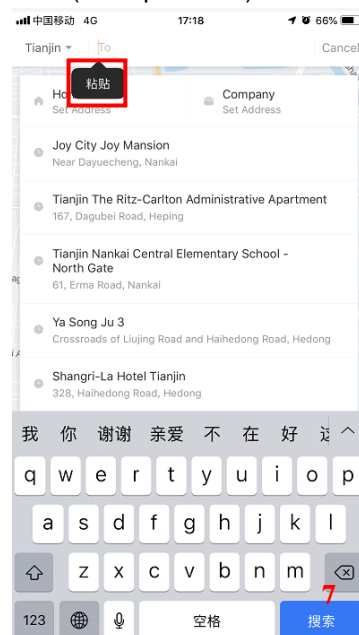 中国移动 4G 17:18 66%
Tianjin To Cancel
粘贴
Set Address
Company
Set Address
Joy City Joy Mansion
Near Dayuecheng, Nankai
Tianjin The Ritz-Carlton Administrative Apartment
167, Dagubei Road, Heping
Tianjin Nankai Central Elementary School -
North Gate
61, Erma Road, Nankai
Ya Song Ju 3
Crossroads of Liujing Road and Haihedong Road, Hedong
Shangri-La Hotel Tianjin
328, Haihedong Road, Hedong
我 你 谢谢 亲爱 不 在 好
q w e r t y u i o p
a s d f g h j k l
z x c v b n m
7
123 空格 搜索